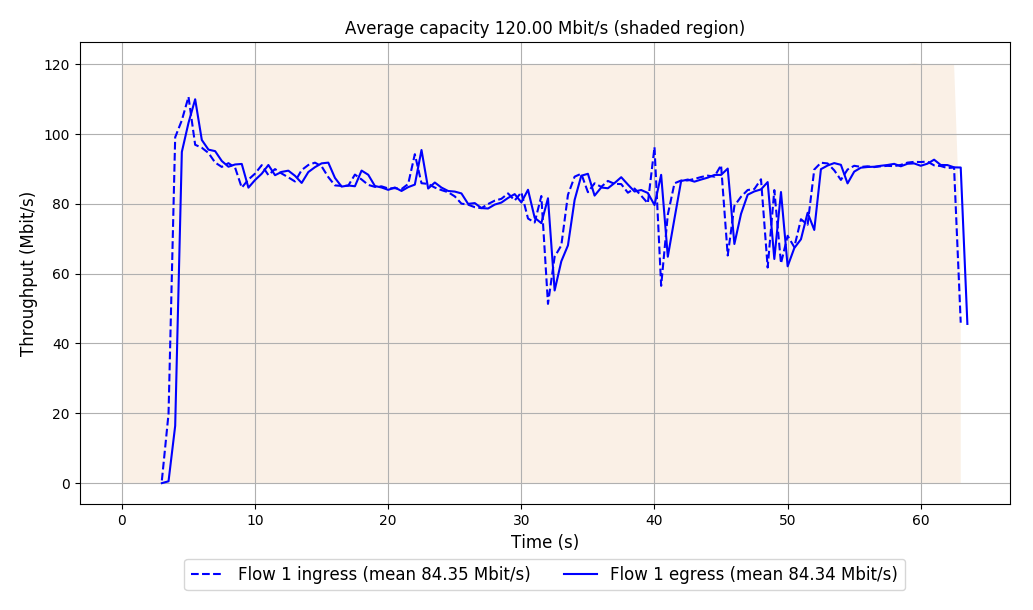 Average capacity 120.00 Mbit/s (shaded region)
120
100
80
60
40
20
0
Throughput (Mbit/s)
0 10 20 30 40 50 60
Time (s)
Flow 1 ingress (mean 84.35 Mbit/s) Flow 1 egress (mean 84.34 Mbit/s)